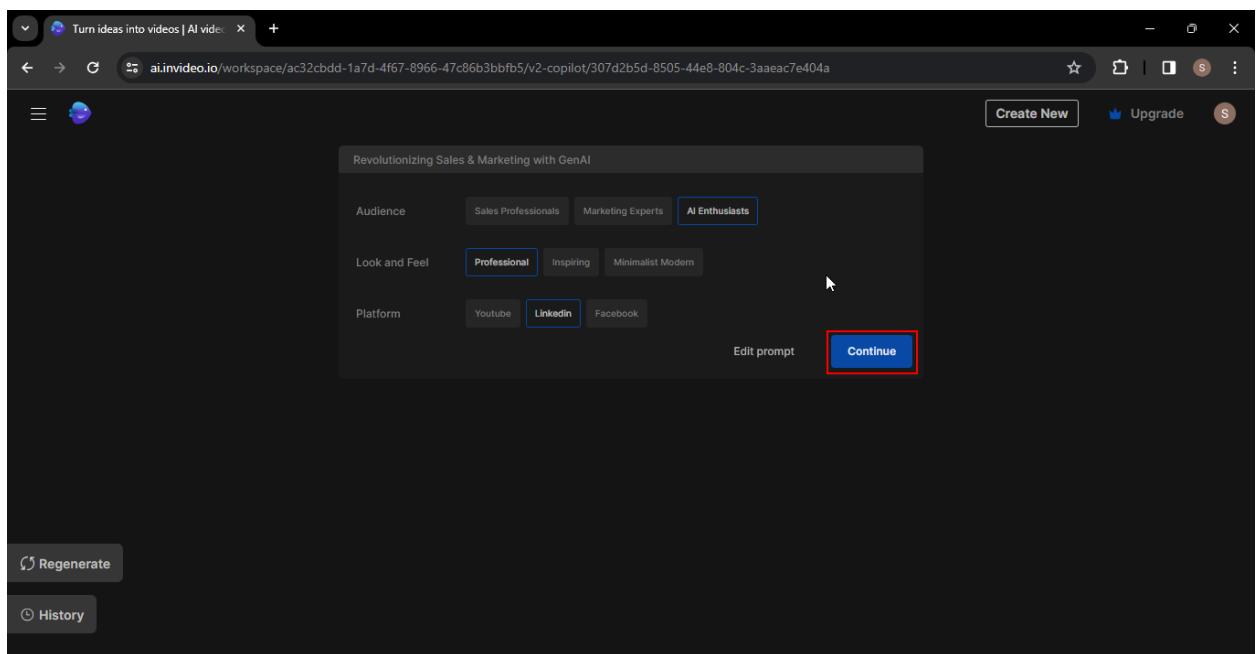 Turn ideas into videos | AI videc
ai.invideo.io/workspace/ac32cbdd-1a7d-4f67-8966-47c86b3bbfb5/v2-copilot/307d2b5d-8505-44e8-804c-3aaeac7e404a
S
Create New
Upgrade
S
Revolutionizing Sales & Marketing with GenAI
Audience
Sales Professionals
Marketing Experts
AI Enthusiasts
Look and Feel
Professional
Inspiring
Minimalist Modern
Platform
Youtube
Linkedin
Facebook
Edit prompt
Continue
Regenerate
History